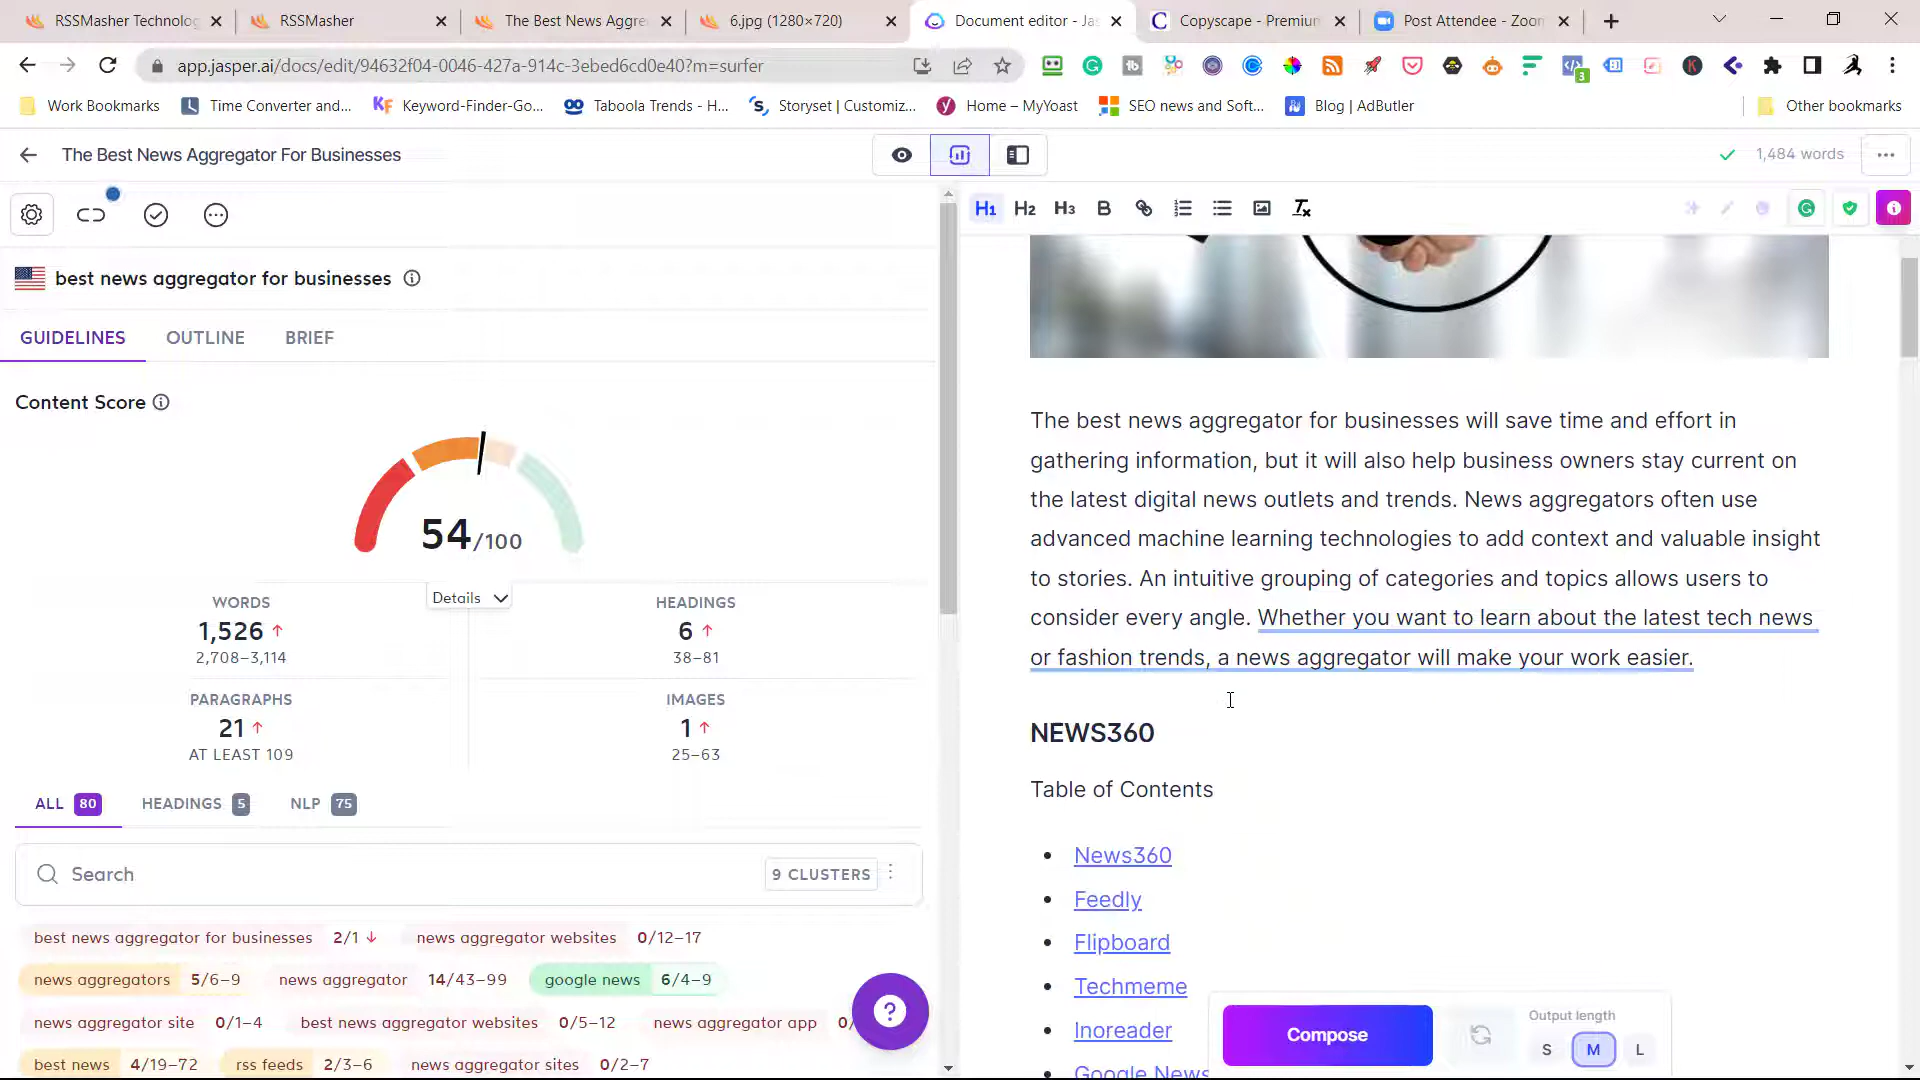 RSSMasher Technolog
RSSMasher
The Best News Aggre
6.jpg (1280×720)
Document editor - Jas
Copyscape - Premium
Post Attendee - Zoom
app.jasper.ai/docs/edit/94632f04-0046-427a-914c-3ebed6cd0e40?m=surfer
3
Work Bookmarks
Time Converter and...
Keyword-Finder-Go...
Taboola Trends - H...
Storyset | Customiz...
Home – MyYoast
SEO news and Soft...
Blog | AdButler
Other bookmarks
The Best News Aggregator For Businesses
1,484 words
best news aggregator for businesses
GUIDELINES
OUTLINE
BRIEF
Content Score
54/100
Details
WORDS
1,526
2,708–3,114
HEADINGS
6
38–81
PARAGRAPHS
21
AT LEAST 109
IMAGES
1
25–63
ALL 80
HEADINGS 5
NLP 75
Search
9 CLUSTERS
best news aggregator for businesses 2/1
news aggregator websites 0/12–17
news aggregators 5/6–9
news aggregator 14/43–99
google news 6/4–9
news aggregator site 0/1–4
best news aggregator websites 0/5–12
news aggregator app 0/
best news 4/19–72
rss feeds 2/3–6
news aggregator sites 0/2–7
H1
H2
H3
B
The best news aggregator for businesses will save time and effort in
gathering information, but it will also help business owners stay current on
the latest digital news outlets and trends. News aggregators often use
advanced machine learning technologies to add context and valuable insight
to stories. An intuitive grouping of categories and topics allows users to
consider every angle. Whether you want to learn about the latest tech news
or fashion trends, a news aggregator will make your work easier.
NEWS360
Table of Contents
News360
Feedly
Flipboard
Techmeme
Inoreader
Google News
Compose
Output length
S
M
L